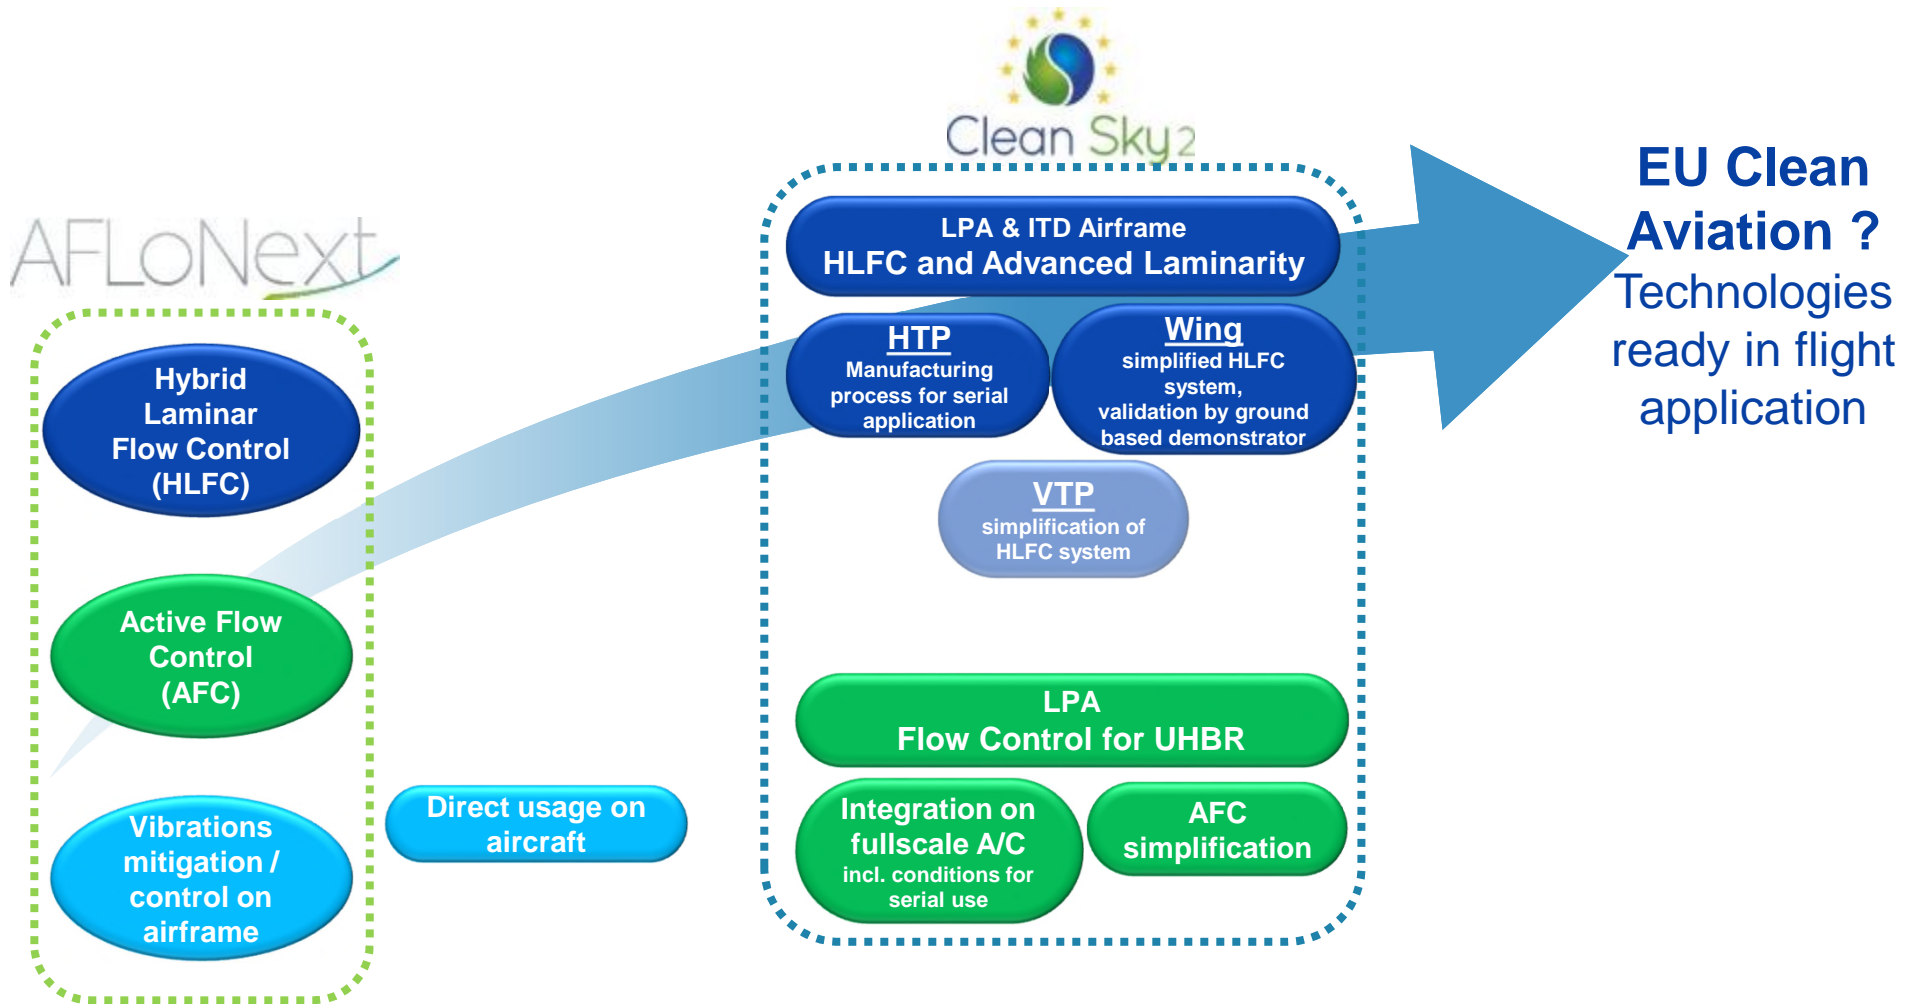 AFLoNext
Hybrid
Laminar
Flow Control
(HLFC)
Active Flow
Control
(AFC)
Vibrations
mitigation /
control on
airframe
Direct usage on
aircraft
Clean Sky 2
LPA & ITD Airframe
HLFC and Advanced Laminarity
HTP
Manufacturing
process for serial
application
Wing
simplified HLFC
system,
validation by ground
based demonstrator
VTP
simplification of
HLFC system
LPA
Flow Control for UHBR
Integration on
fullscale A/C
incl. conditions for
serial use
AFC
simplification
EU Clean
Aviation ?
Technologies
ready in flight
application